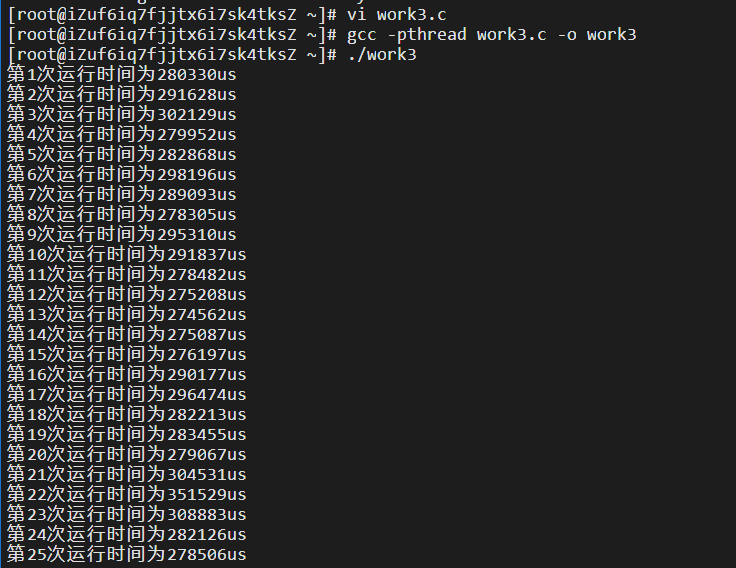 [root@iZuf6iq7fjjtx6i7sk4tksZ ~]# vi work3.c
[root@iZuf6iq7fjjtx6i7sk4tksZ ~]# gcc -pthread work3.c -o work3
[root@iZuf6iq7fjjtx6i7sk4tksZ ~]# ./work3
第1次运行时间为280330us
第2次运行时间为291628us
第3次运行时间为302129us
第4次运行时间为279952us
第5次运行时间为282868us
第6次运行时间为298196us
第7次运行时间为289093us
第8次运行时间为278305us
第9次运行时间为295310us
第10次运行时间为291837us
第11次运行时间为278482us
第12次运行时间为275208us
第13次运行时间为274562us
第14次运行时间为275087us
第15次运行时间为276197us
第16次运行时间为290177us
第17次运行时间为296474us
第18次运行时间为282213us
第19次运行时间为283455us
第20次运行时间为279067us
第21次运行时间为304531us
第22次运行时间为351529us
第23次运行时间为308883us
第24次运行时间为282126us
第25次运行时间为278506us